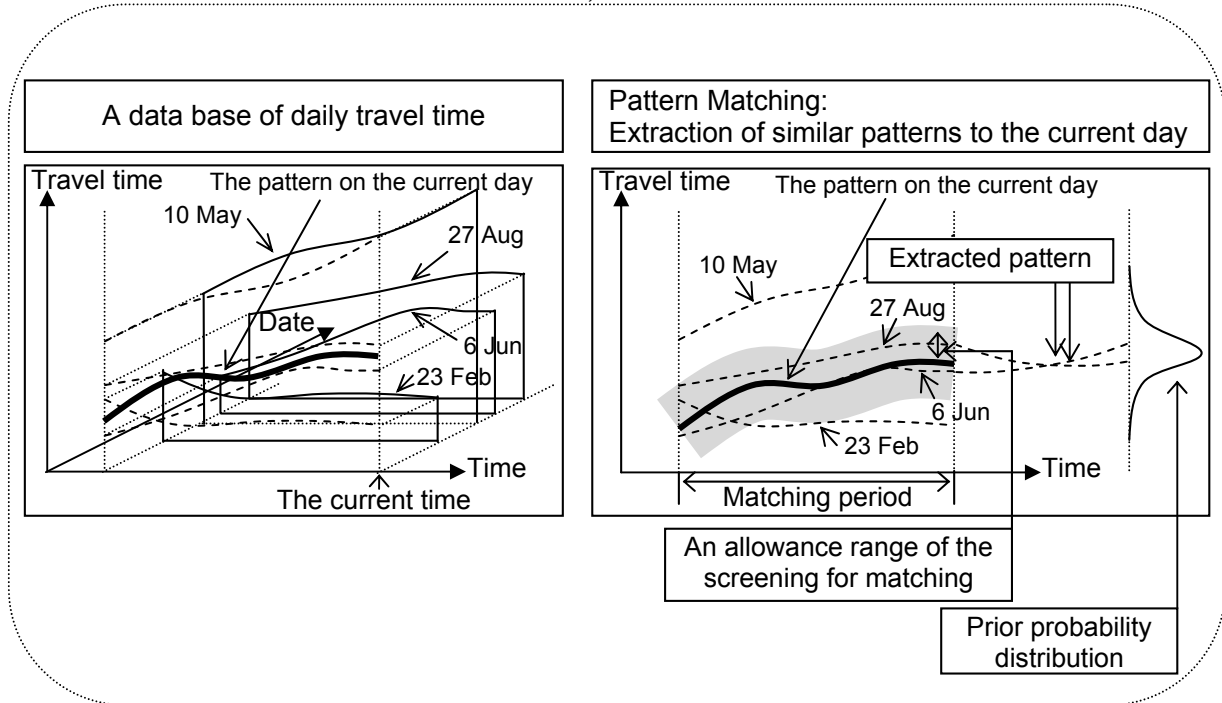 A data base of daily travel time
Travel time
The pattern on the current day
10 May
27 Aug
Date
6 Jun
23 Feb
Time
The current time
Pattern Matching:
Extraction of similar patterns to the current day
Travel time
The pattern on the current day
Extracted pattern
10 May
27 Aug
6 Jun
23 Feb
Time
Matching period
An allowance range of the
screening for matching
Prior probability
distribution